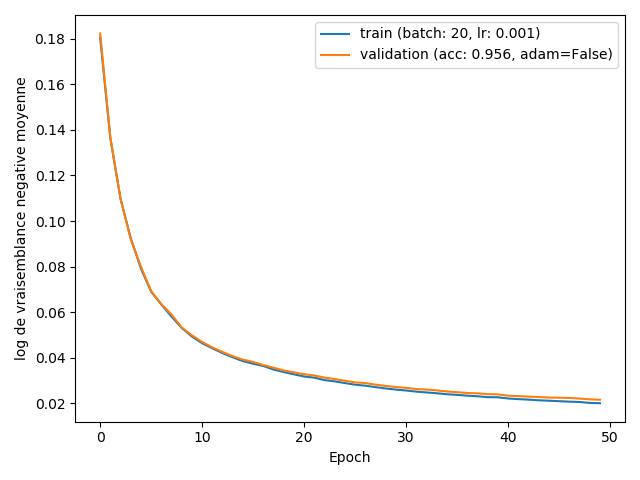 train (batch: 20, lr: 0.001)
validation (acc: 0.956, adam=False)
log de vraisemblance negative moyenne
0.18
0.16
0.14
0.12
0.10
0.08
0.06
0.04
0.02
0 10 20 30 40 50
Epoch